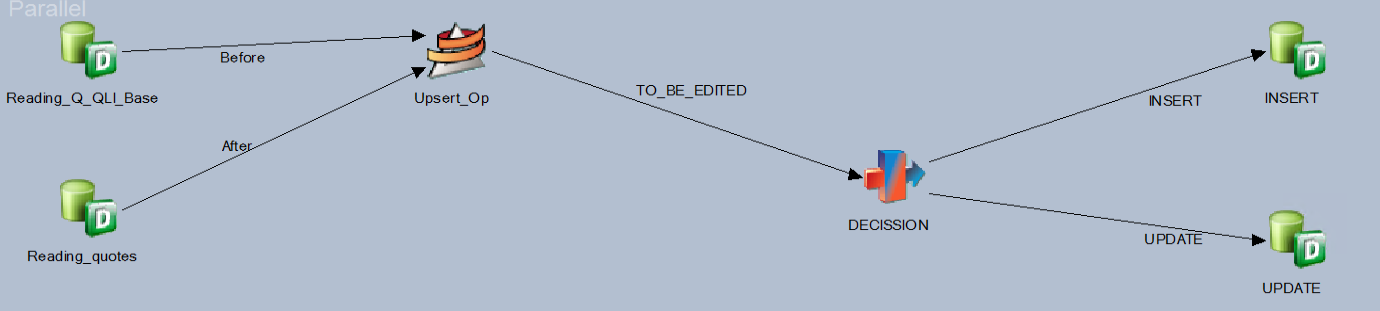 Parallel
Reading_Q_QLI_Base
Before
Upsert_Op
After
Reading_quotes
TO_BE_EDITED
DECISSION
INSERT
INSERT
UPDATE
UPDATE
D
D
D
D